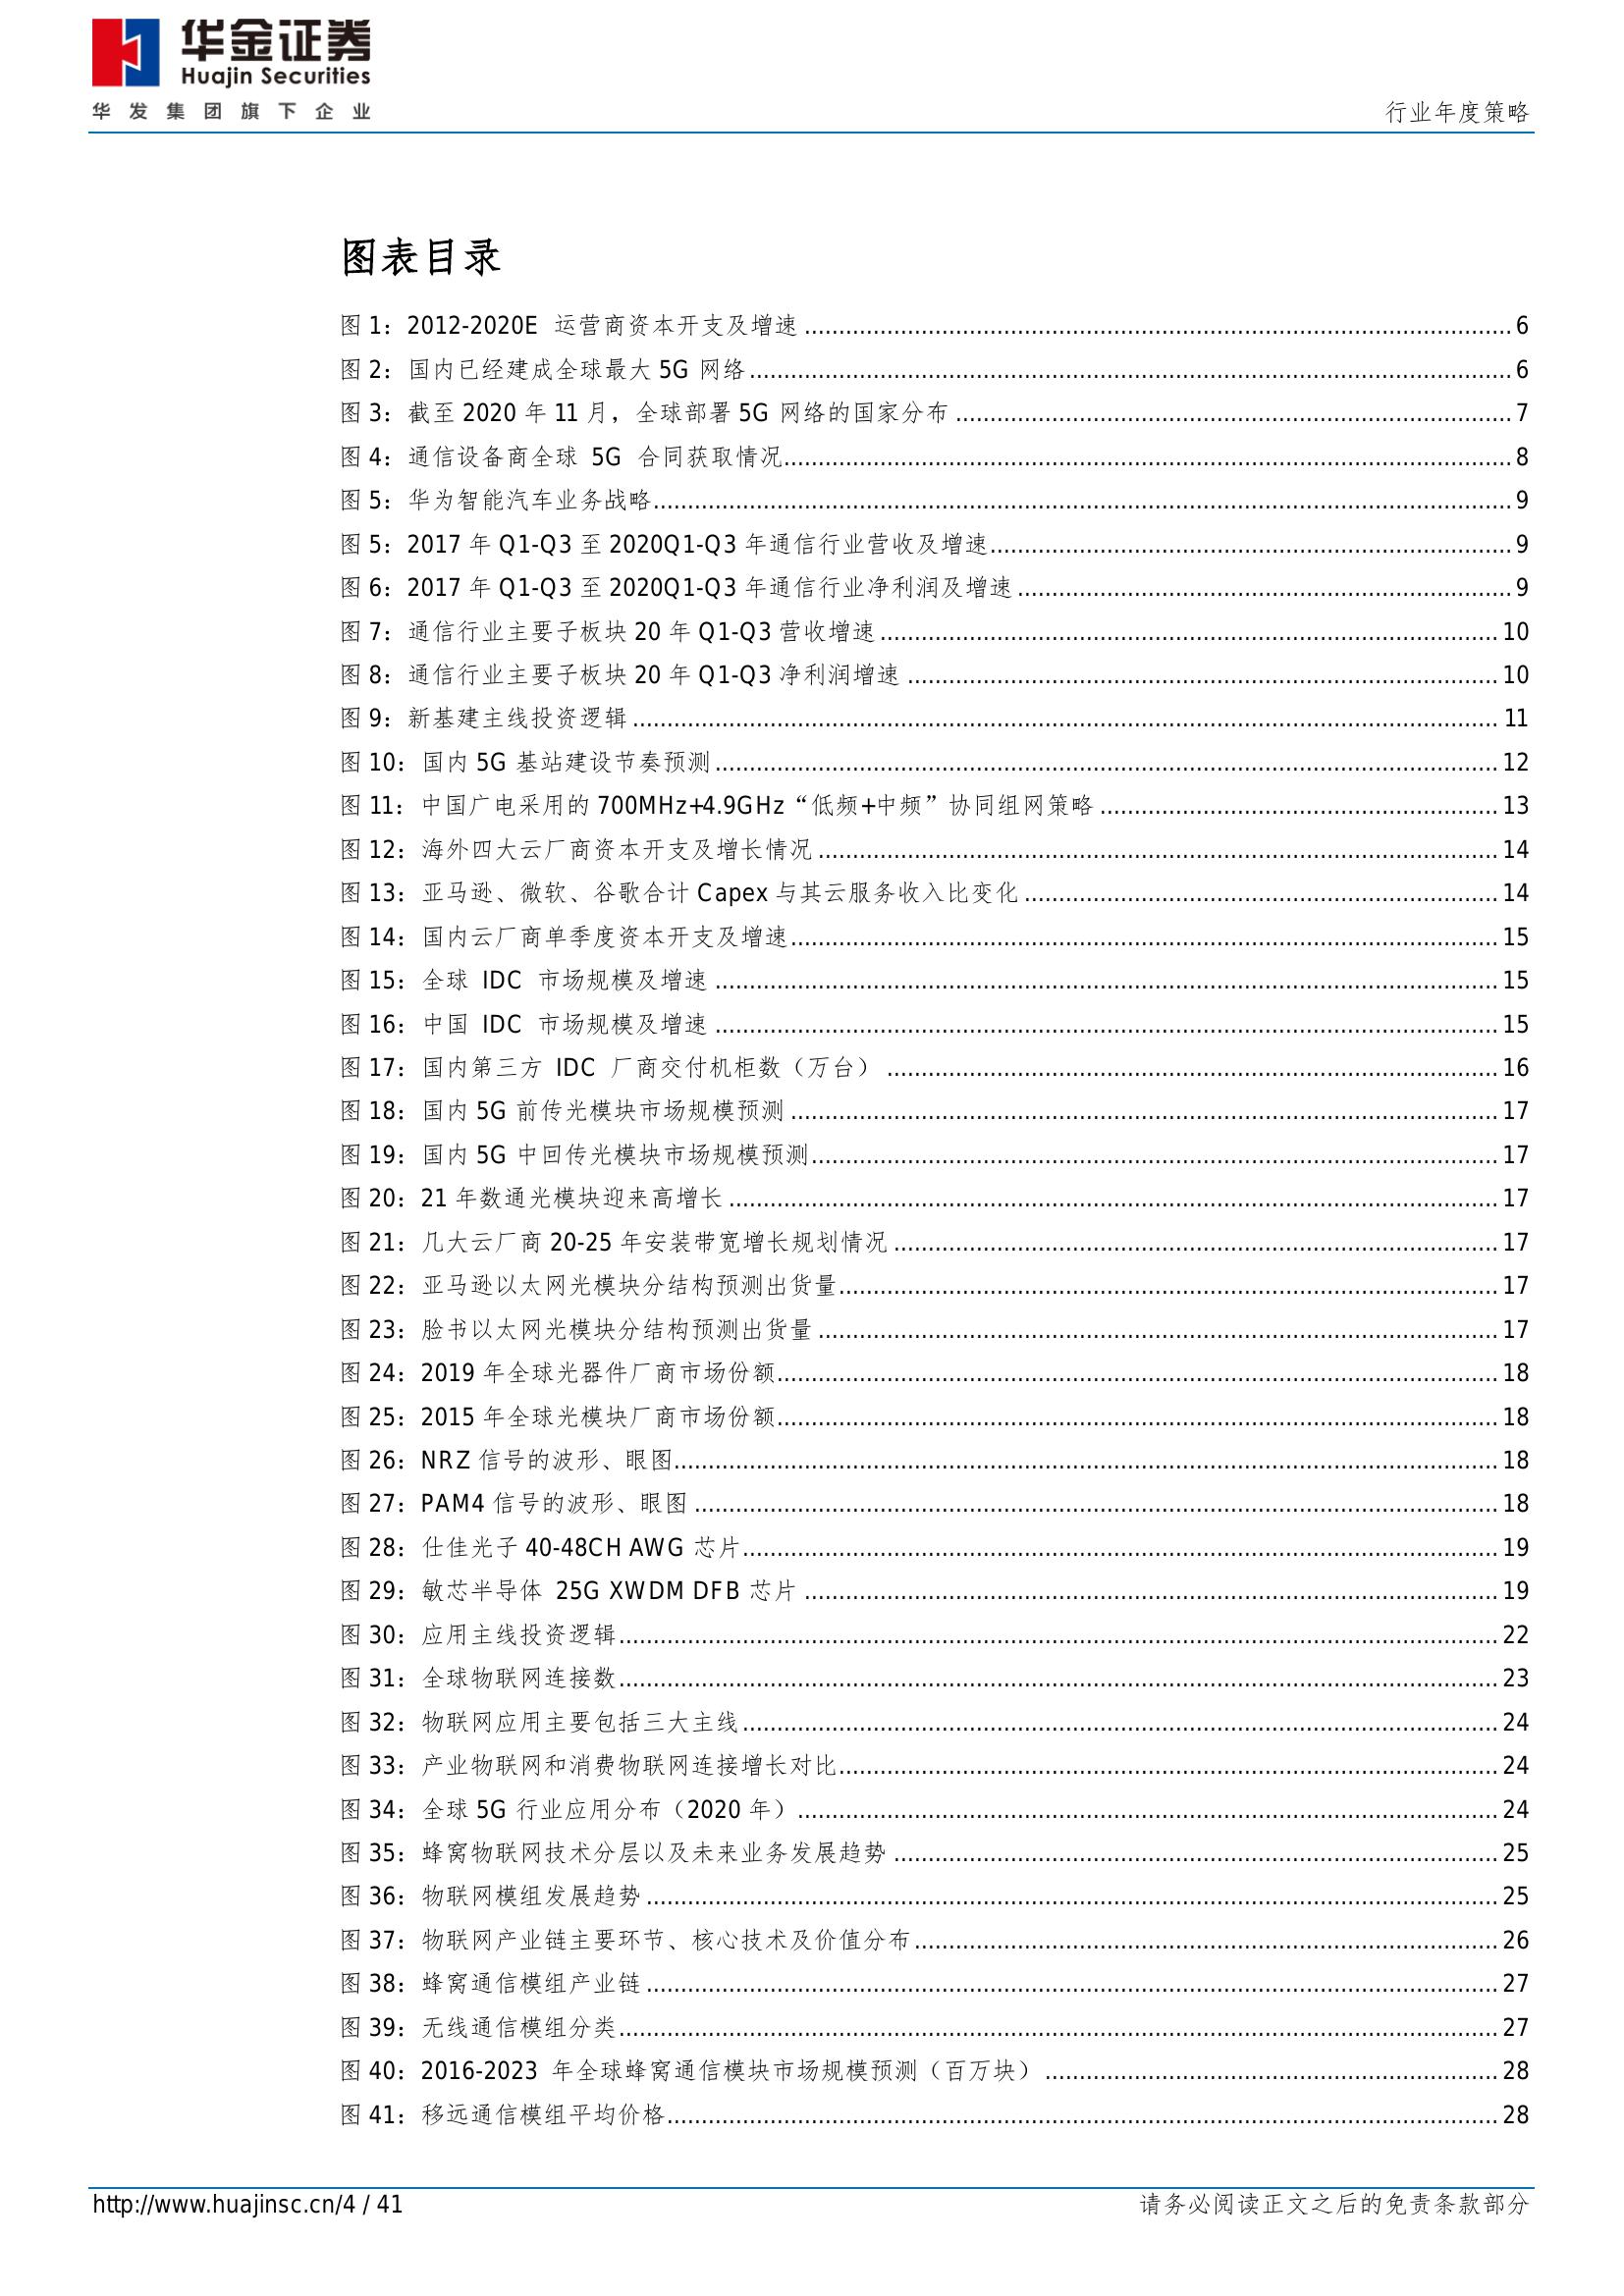 华金证券
Huajin Securities
华发集团旗下企业
行业年度策略
图表目录
图 1：2012-2020E 运营商资本开支及增速 6
图 2：国内已经建成全球最大 5G 网络 6
图 3：截至 2020 年 11 月，全球部署 5G 网络的国家分布 7
图 4：通信设备商全球 5G 合同获取情况 8
图 5：华为智能汽车业务战略 9
图 5：2017 年 Q1-Q3 至 2020Q1-Q3 年通信行业营收及增速 9
图 6：2017 年 Q1-Q3 至 2020Q1-Q3 年通信行业净利润及增速 9
图 7：通信行业主要子板块 20 年 Q1-Q3 营收增速 10
图 8：通信行业主要子板块 20 年 Q1-Q3 净利润增速 10
图 9：新基建主线投资逻辑 11
图 10：国内 5G 基站建设节奏预测 12
图 11：中国广电采用的 700MHz+4.9GHz“低频+中频”协同组网策略 13
图 12：海外四大云厂商资本开支及增长情况 14
图 13：亚马逊、微软、谷歌合计 Capex 与其云服务收入比变化 14
图 14：国内云厂商单季度资本开支及增速 15
图 15：全球 IDC 市场规模及增速 15
图 16：中国 IDC 市场规模及增速 15
图 17：国内第三方 IDC 厂商交付机柜数（万台） 16
图 18：国内 5G 前传光模块市场规模预测 17
图 19：国内 5G 中回传光模块市场规模预测 17
图 20：21 年数通光模块迎来高增长 17
图 21：几大云厂商 20-25 年安装带宽增长规划情况 17
图 22：亚马逊以太网光模块分结构预测出货量 17
图 23：脸书以太网光模块分结构预测出货量 17
图 24：2019 年全球光器件厂商市场份额 18
图 25：2015 年全球光模块厂商市场份额 18
图 26：NRZ 信号的波形、眼图 18
图 27：PAM4 信号的波形、眼图 18
图 28：仕佳光子 40-48CH AWG 芯片 19
图 29：敏芯半导体 25G XWDM DFB 芯片 19
图 30：应用主线投资逻辑 22
图 31：全球物联网连接数 23
图 32：物联网应用主要包括三大主线 24
图 33：产业物联网和消费物联网连接增长对比 24
图 34：全球 5G 行业应用分布（2020 年） 24
图 35：蜂窝物联网技术分层以及未来业务发展趋势 25
图 36：物联网模组发展趋势 25
图 37：物联网产业链主要环节、核心技术及价值分布 26
图 38：蜂窝通信模组产业链 27
图 39：无线通信模组分类 27
图 40：2016-2023 年全球蜂窝通信模块市场规模预测（百万块） 28
图 41：移远通信模组平均价格 28
http://www.huajinsc.cn/4 / 41
请务必阅读正文之后的免责条款部分